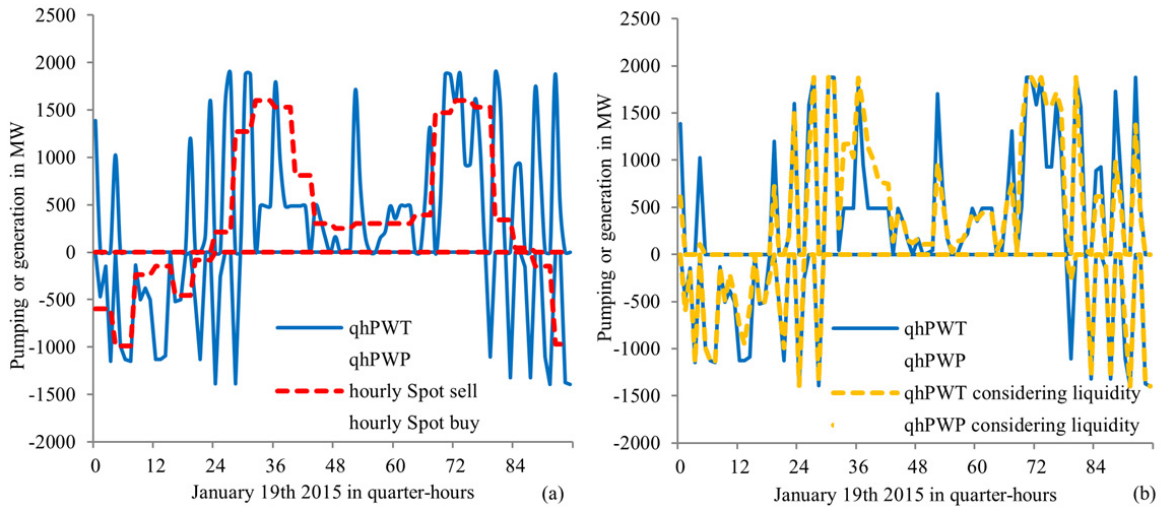 (a)
Pumping or generation in MW
2000
1500
1000
500
0
-500
-1000
-1500
-2000
qhPWT
qhPWP
hourly Spot sell
hourly Spot buy
0 12 24 36 48 60 72 84
January 19th 2015 in quarter-hours (a)
(b)
Pumping or generation in MW
2500
2000
1500
1000
500
0
-500
-1000
-1500
-2000
qhPWT
qhPWP
qhPWT considering liquidity
qhPWP considering liquidity
0 12 24 36 48 60 72 84
January 19th 2015 in quarter-hours (b)